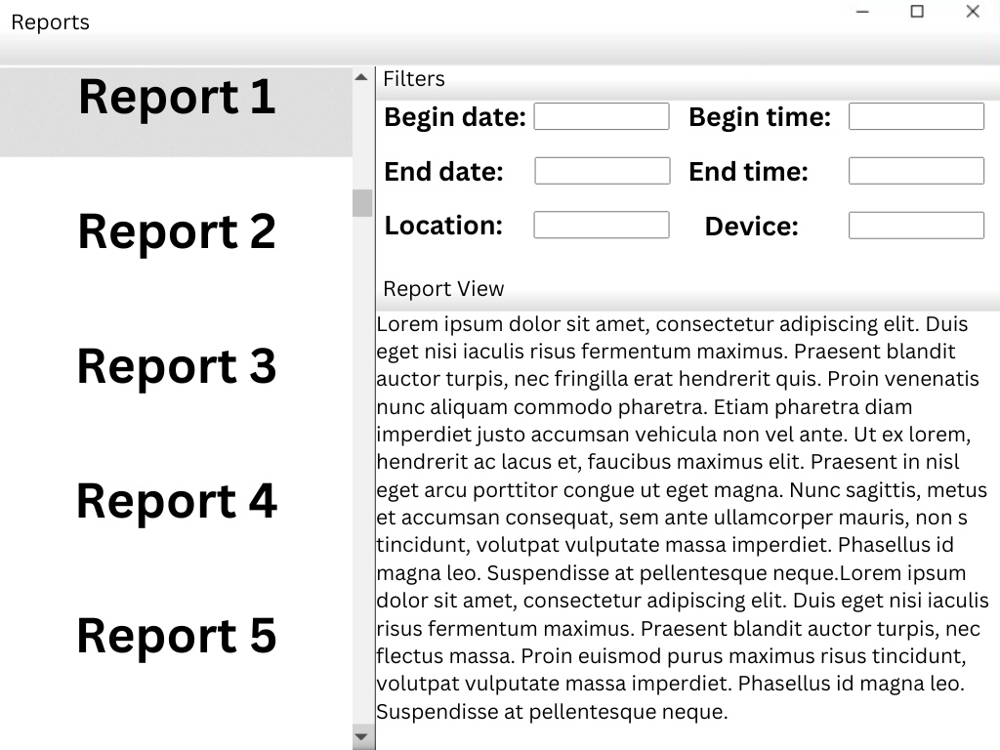 Reports
Report 1
Report 2
Report 3
Report 4
Report 5
Filters
Begin date: Begin time:
End date: End time:
Location: Device:
Report View
Lorem ipsum dolor sit amet, consectetur adipiscing elit. Duis
eget nisi iaculis risus fermentum maximus. Praesent blandit
auctor turpis, nec fringilla erat hendrerit quis. Proin venenatis
nunc aliquam commodo pharetra. Etiam pharetra diam
imperdiet justo accumsan vehicula non vel ante. Ut ex lorem,
hendrerit ac lacus et, faucibus maximus elit. Praesent in nisl
eget arcu porttitor congue ut eget magna. Nunc sagittis, metus
et accumsan consequat, sem ante ullamcorper mauris, non s
tincidunt, volutpat vulputate massa imperdiet. Phasellus id
magna leo. Suspendisse at pellentesque neque.Lorem ipsum
dolor sit amet, consectetur adipiscing elit. Duis eget nisi iaculis
risus fermentum maximus. Praesent blandit auctor turpis, nec
flectus massa. Proin euismod purus maximus risus tincidunt,
volutpat vulputate massa imperdiet. Phasellus id magna leo.
Suspendisse at pellentesque neque.